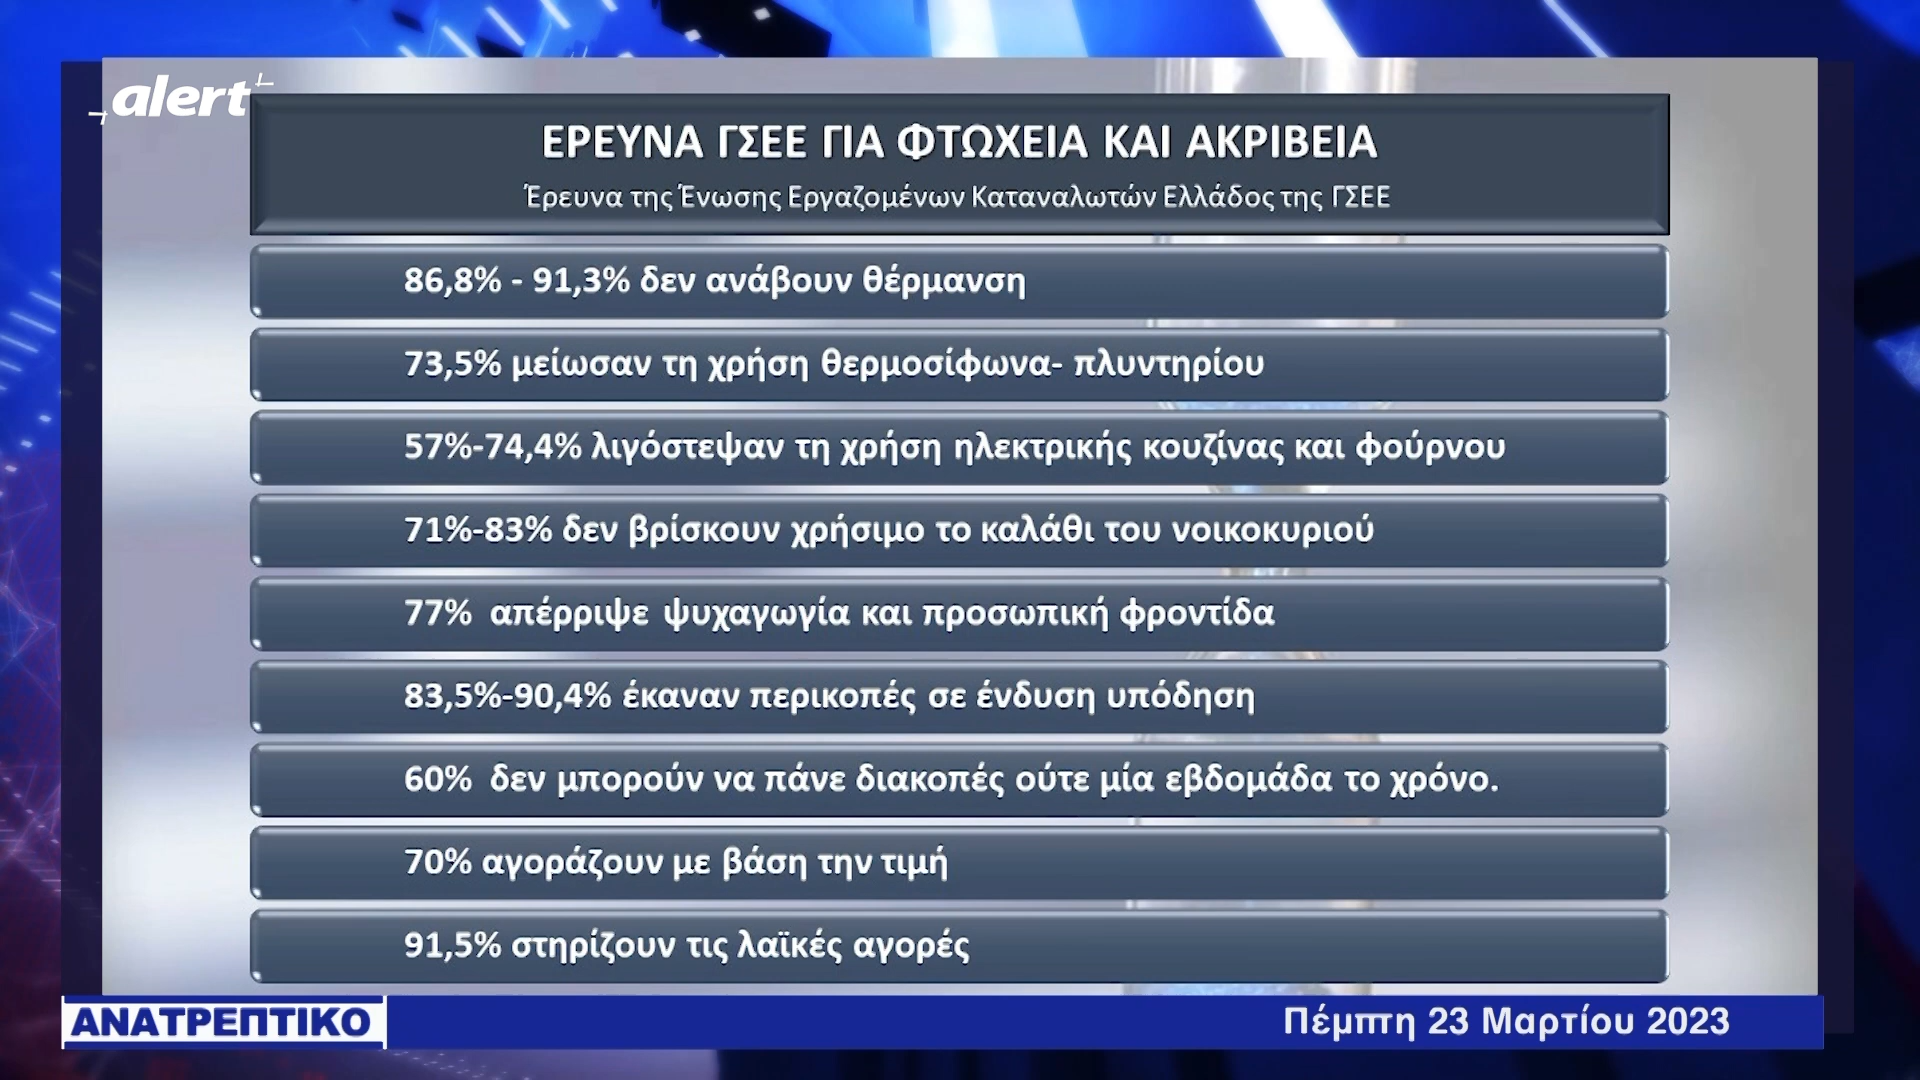 alert
ΕΡΕΥΝΑ ΓΣΕΕ ΓΙΑ ΦΤΩΧΕΙΑ ΚΑΙ ΑΚΡΙΒΕΙΑ
Έρευνα της Ένωσης Εργαζομένων Καταναλωτών Ελλάδος της ΓΣΕΕ
86,8% - 91,3% δεν ανάβουν θέρμανση
73,5% μείωσαν τη χρήση θερμοσίφωνα- πλυντηρίου
57%-74,4% λιγόστεψαν τη χρήση ηλεκτρικής κουζίνας και φούρνου
71%-83% δεν βρίσκουν χρήσιμο το καλάθι του νοικοκυριού
77%  απέρριψε ψυχαγωγία και προσωπική φροντίδα
83,5%-90,4% έκαναν περικοπές σε ένδυση υπόδηση
60%  δεν μπορούν να πάνε διακοπές ούτε μία εβδομάδα το χρόνο.
70% αγοράζουν με βάση την τιμή
91,5% στηρίζουν τις λαϊκές αγορές
ΑΝΑΤΡΕΠΤΙΚΟ
Πέμπτη 23 Μαρτίου 2023